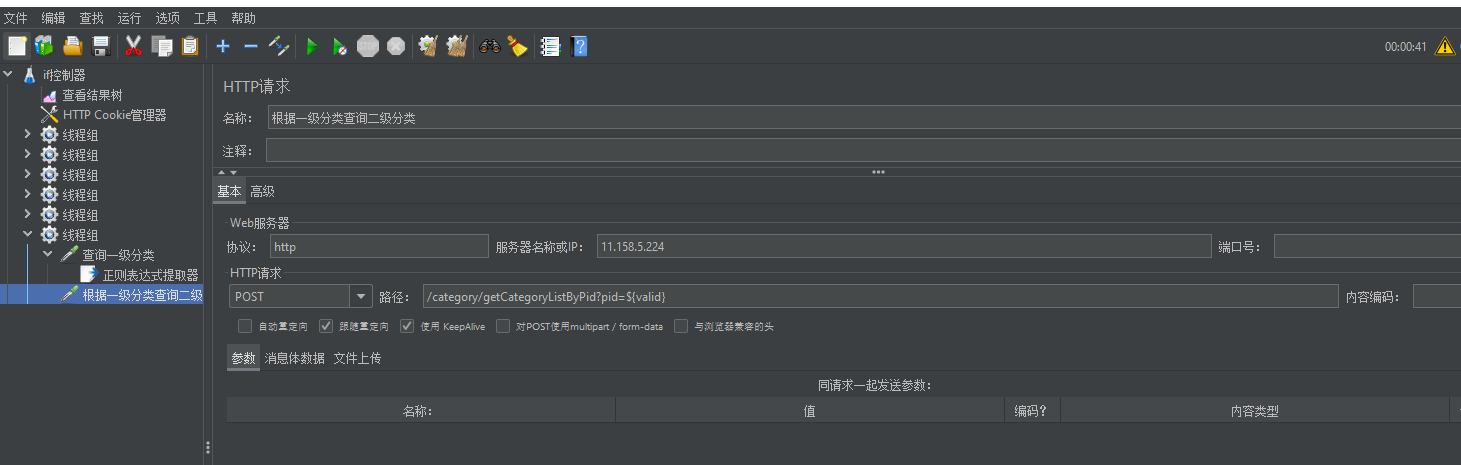 文件 编辑 查找 运行 选项 工具 帮助
STOP
00:00:41
if控制器
查看结果树
HTTP Cookie管理器
线程组
线程组
线程组
线程组
线程组
线程组
查询一级分类
正则表达式提取器
根据一级分类查询二级
HTTP请求
名称: 根据一级分类查询二级分类
注释:
基本 高级
Web服务器
协议: http 服务器名称或IP: 11.158.5.224 端口号:
HTTP请求
POST 路径: /category/getCategoryListByPid?pid=${valid} 内容编码:
自动重定向 跟随重定向 使用 KeepAlive 对POST使用multipart / form-data 与浏览器兼容的头
参数 消息体数据 文件上传
同请求一起发送参数:
名称: 值 编码? 内容类型